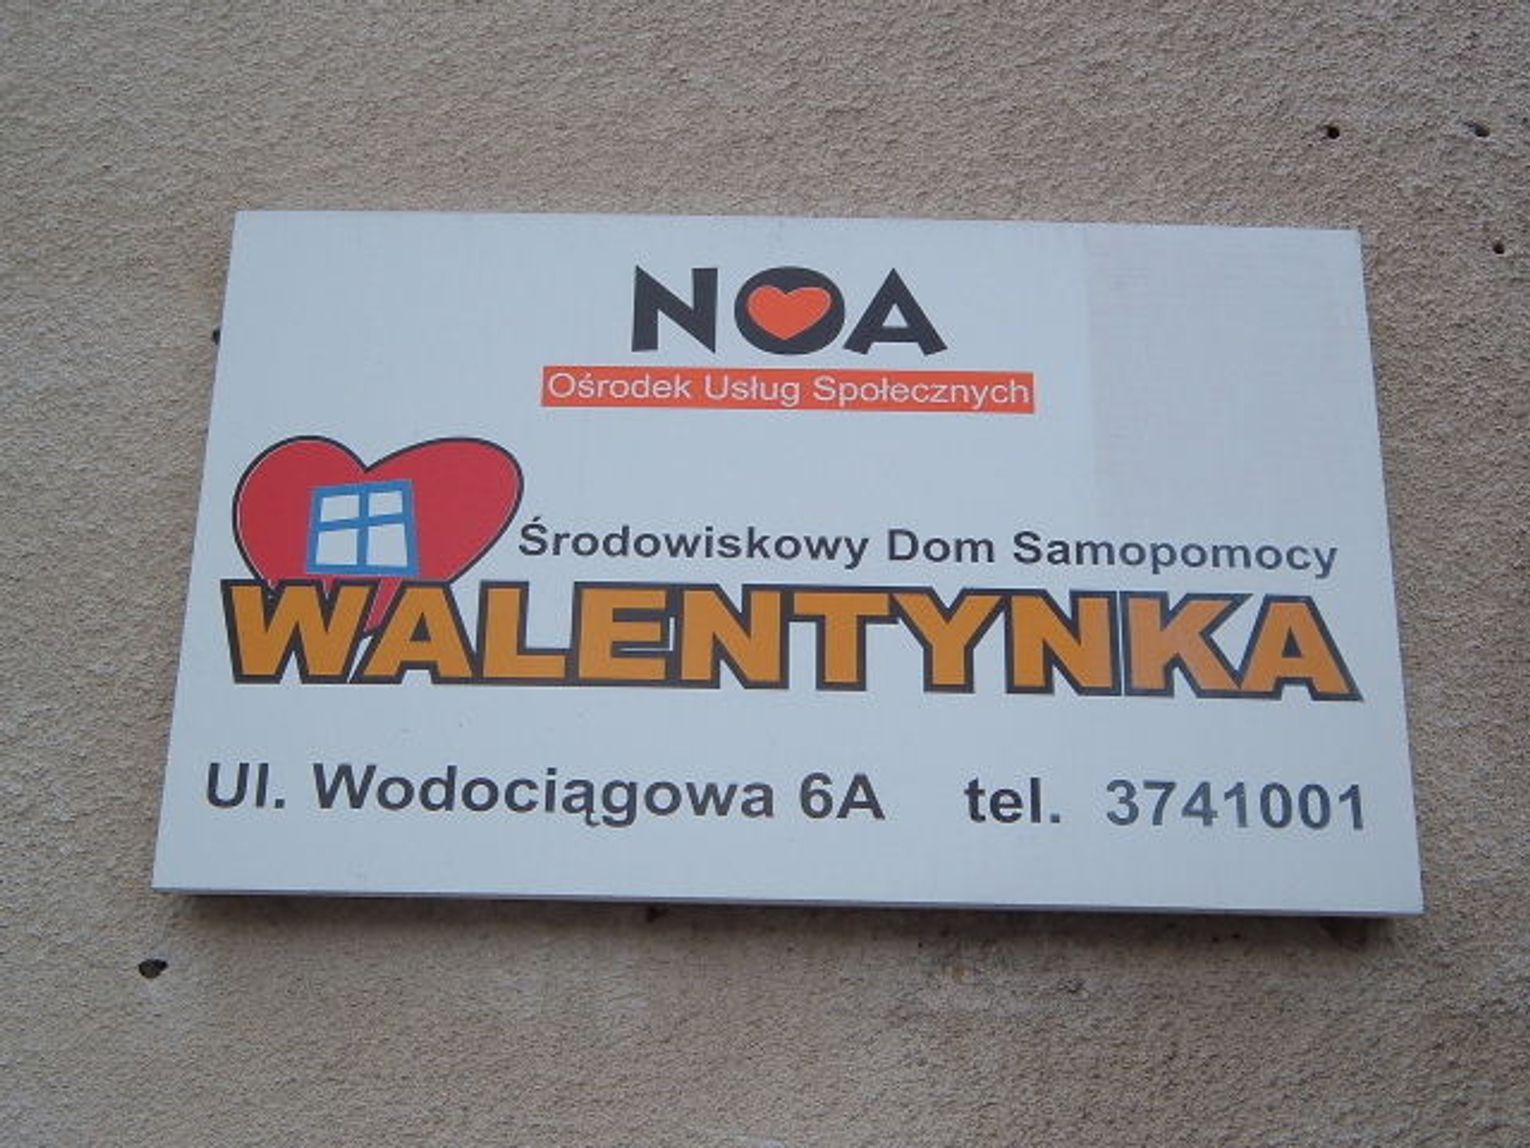 NOA
Ośrodek Usług Społecznych
Środowiskowy Dom Samopomocy
WALENTYNKA
Ul. Wodociągowa 6A tel. 3741001